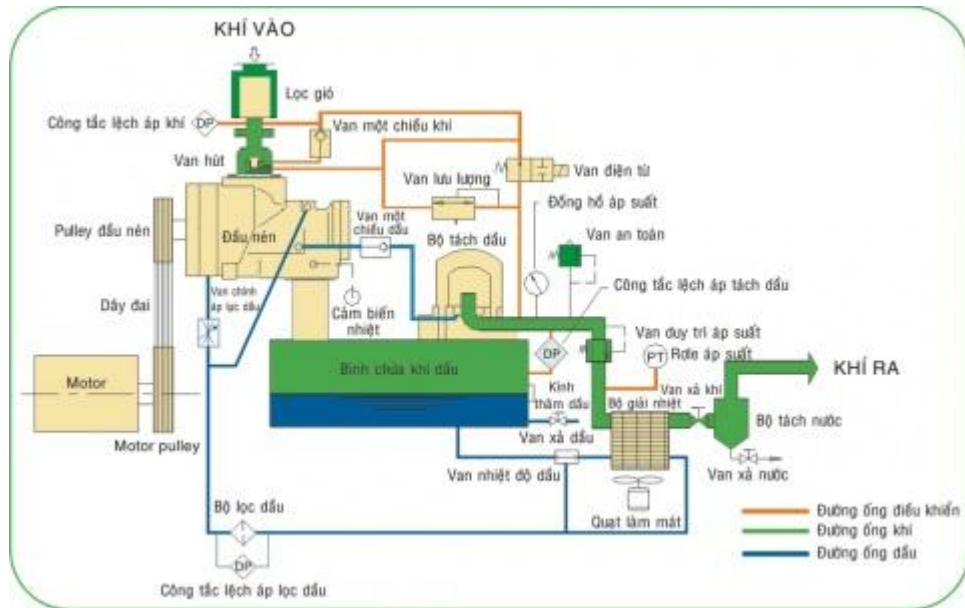 KHÍ VÀO
Lọc gió
Công tắc lệch áp khí
DP
Van một chiều khí
Van hút
Van điện từ
Van lưu lượng
Đồng hồ áp suất
Pulley đầu nén
Đầu nén
Van một
chiều dầu
Bộ tách dầu
Van an toàn
Công tắc lệch áp tách dầu
Van chỉnh
áp lọc dầu
Dây đai
Cảm biến
nhiệt
Van duy trì áp suất
DP
PT
Rơle áp suất
Bình chứa khí dầu
KHÍ RA
Motor
Kính
thăm dầu
Bộ giải nhiệt
Van xả khí
Bộ tách nước
Motor pulley
Van xả dầu
Van nhiệt độ dầu
Van xả nước
Quạt làm mát
Bộ lọc dầu
DP
Công tắc lệch áp lọc dầu
Đường ống điều khiển
Đường ống khí
Đường ống dầu